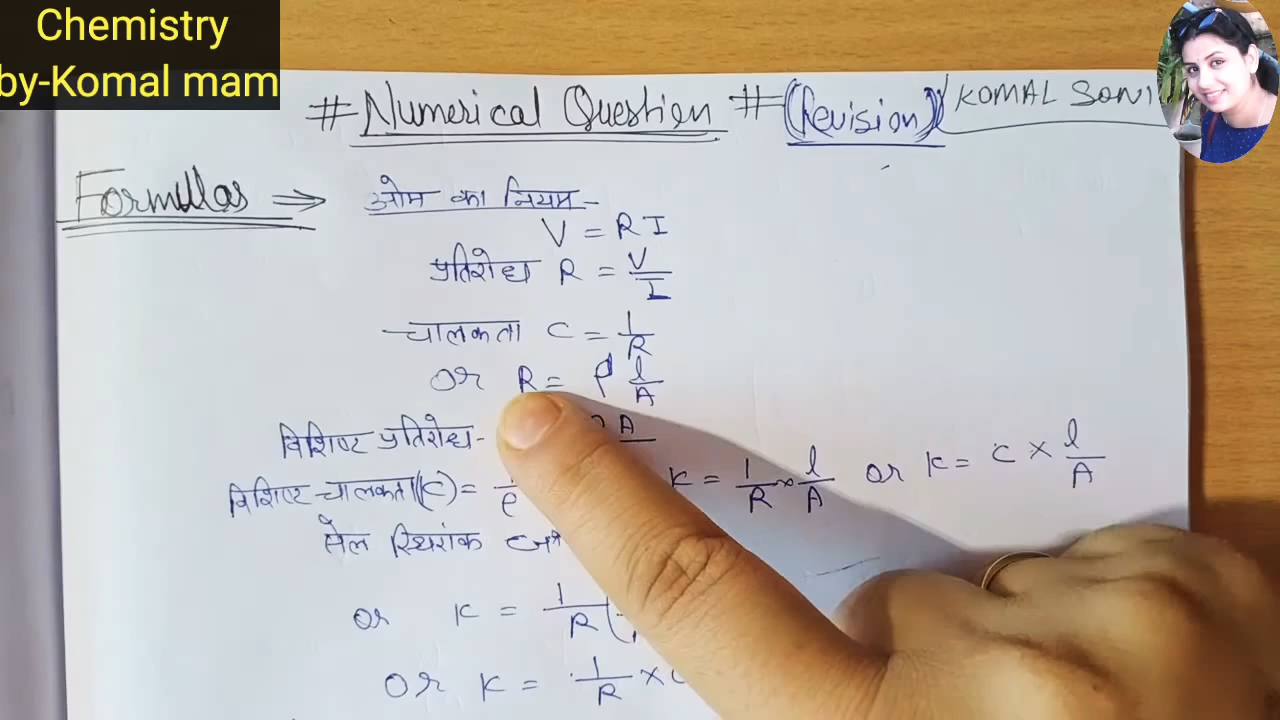 Chemistry
by-Komal mam
# Numerical Question # (Revision) KOMAL SONI
Formulas ⇒ ओम का नियम-
V = R I
प्रतिरोध R = V/I
चालकता C = 1/R
or R = ρ l/A
विशिष्ट प्रतिरोध- A
विशिष्ट चालकता (K) = ρ K = 1/R × l/A or K = C × l/A
सेल स्थिरांक
or K = 1/R (
OR K = 1/R ×